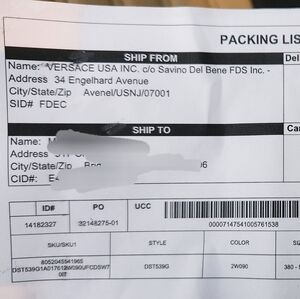 PACKING LIS
SHIP FROM
Del
Name: VERSACE USA INC. c/o Savino Del Bene FDS Inc. -
Address 34 Engelhard Avenue
City/State/Zip Avenel/USNJ/07001
SID# FDEC
SHIP TO
Ca
Name:
Address
City/State/Zip
CID#:
ID# PO UCC
14182327 32148275-01 00007147541005761538
SKU/SKU1 STYLE COLOR
8052045541965 DST539G 2W090 380 -